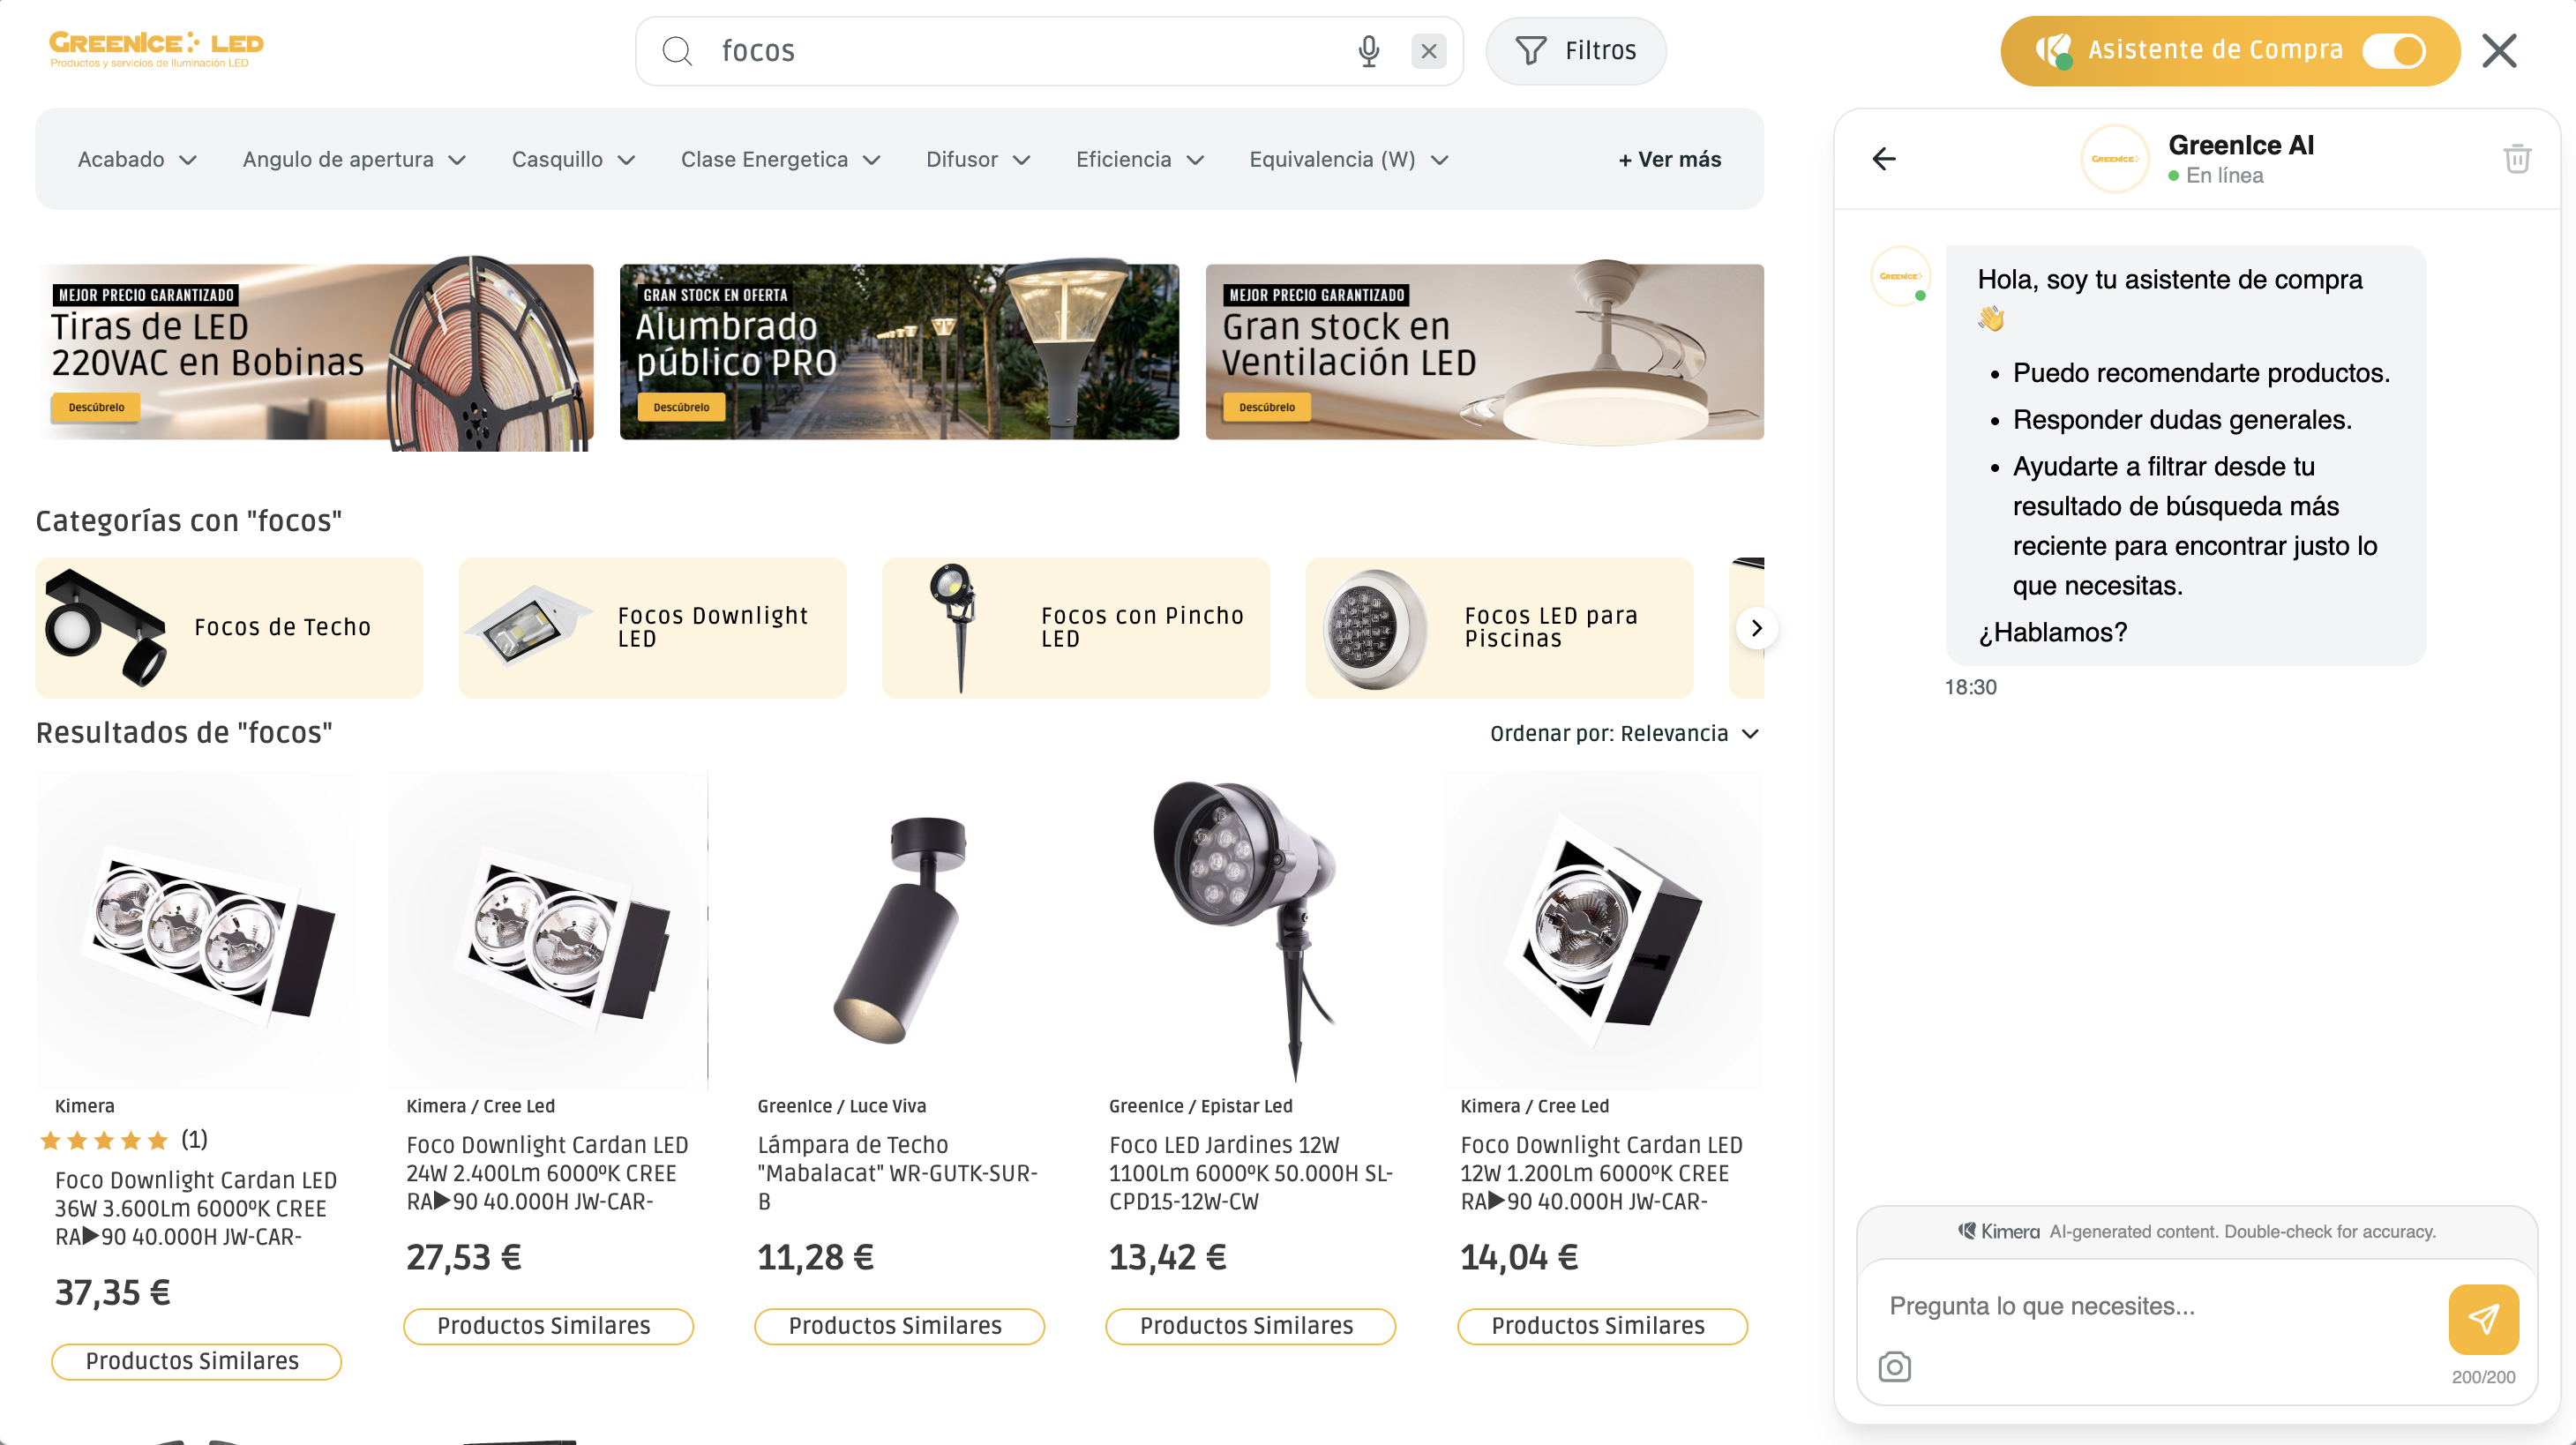 GREENICE LED
Productos y servicios de Iluminación LED
focos
Filtros
Asistente de Compra
Acabado
Angulo de apertura
Casquillo
Clase Energetica
Difusor
Eficiencia
Equivalencia (W)
+ Ver más
MEJOR PRECIO GARANTIZADO
Tiras de LED
220VAC en Bobinas
Descúbrelo
GRAN STOCK EN OFERTA
Alumbrado
público PRO
Descúbrelo
MEJOR PRECIO GARANTIZADO
Gran stock en
Ventilación LED
Descúbrelo
Categorías con "focos"
Focos de Techo
Focos Downlight
LED
Focos con Pincho
LED
Focos LED para
Piscinas
Resultados de "focos"
Ordenar por: Relevancia
Kimera
(1)
Foco Downlight Cardan LED
36W 3.600Lm 6000ºK CREE
RA▶90 40.000H JW-CAR-
37,35 €
Productos Similares
Kimera / Cree Led
Foco Downlight Cardan LED
24W 2.400Lm 6000ºK CREE
RA▶90 40.000H JW-CAR-
27,53 €
Productos Similares
GreenIce / Luce Viva
Lámpara de Techo
"Mabalacat" WR-GUTK-SUR-
B
11,28 €
Productos Similares
GreenIce / Epistar Led
Foco LED Jardines 12W
1100Lm 6000ºK 50.000H SL-
CPD15-12W-CW
13,42 €
Productos Similares
Kimera / Cree Led
Foco Downlight Cardan LED
12W 1.200Lm 6000ºK CREE
RA▶90 40.000H JW-CAR-
14,04 €
Productos Similares
GREENICE
GreenIce AI
En línea
GREENICE
Hola, soy tu asistente de compra
👋
• Puedo recomendarte productos.
• Responder dudas generales.
• Ayudarte a filtrar desde tu
resultado de búsqueda más
reciente para encontrar justo lo
que necesitas.
¿Hablamos?
18:30
Kimera AI-generated content. Double-check for accuracy.
Pregunta lo que necesites...
200/200